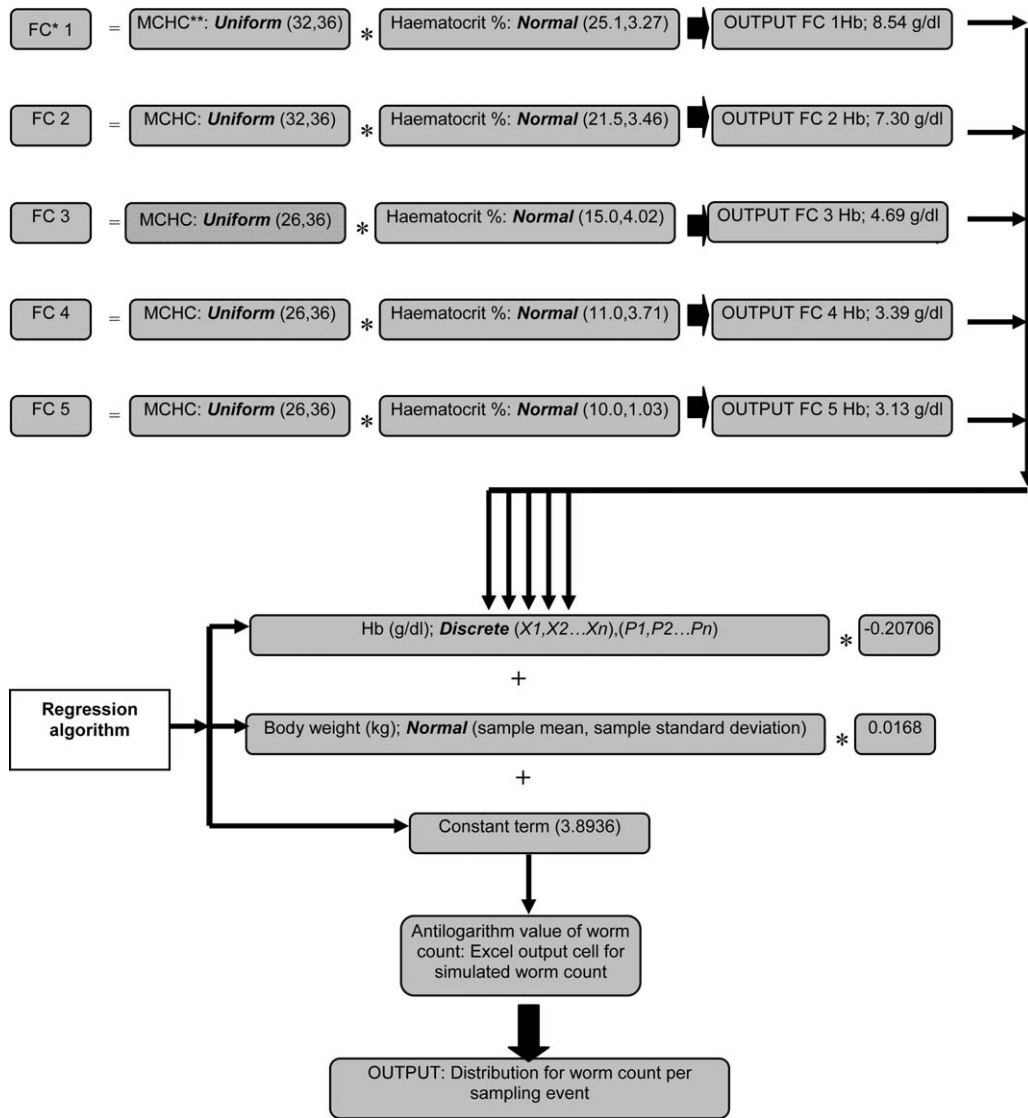 FC* 1 = MCHC**: Uniform (32,36) * Haematocrit %: Normal (25.1,3.27) OUTPUT FC 1Hb; 8.54 g/dl
FC 2 = MCHC: Uniform (32,36) * Haematocrit %: Normal (21.5,3.46) OUTPUT FC 2 Hb; 7.30 g/dl
FC 3 = MCHC: Uniform (26,36) * Haematocrit %: Normal (15.0,4.02) OUTPUT FC 3 Hb; 4.69 g/dl
FC 4 = MCHC: Uniform (26,36) * Haematocrit %: Normal (11.0,3.71) OUTPUT FC 4 Hb; 3.39 g/dl
FC 5 = MCHC: Uniform (26,36) * Haematocrit %: Normal (10.0,1.03) OUTPUT FC 5 Hb; 3.13 g/dl
Hb (g/dl); Discrete (X1,X2…Xn),(P1,P2…Pn) * -0.20706
+
Regression
algorithm
Body weight (kg); Normal (sample mean, sample standard deviation) * 0.0168
+
Constant term (3.8936)
Antilogarithm value of worm
count: Excel output cell for
simulated worm count
OUTPUT: Distribution for worm count per
sampling event